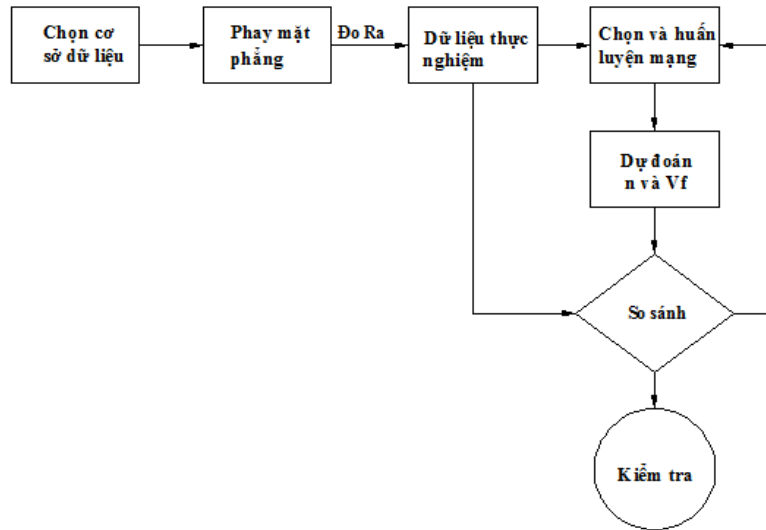 Chọn cơ
sở dữ liệu
Phay mặt
phẳng
Đo Ra
Dữ liệu thực
nghiệm
Chọn và huấn
luyện mạng
Dự đoán
n và Vf
So sánh
Kiểm tra